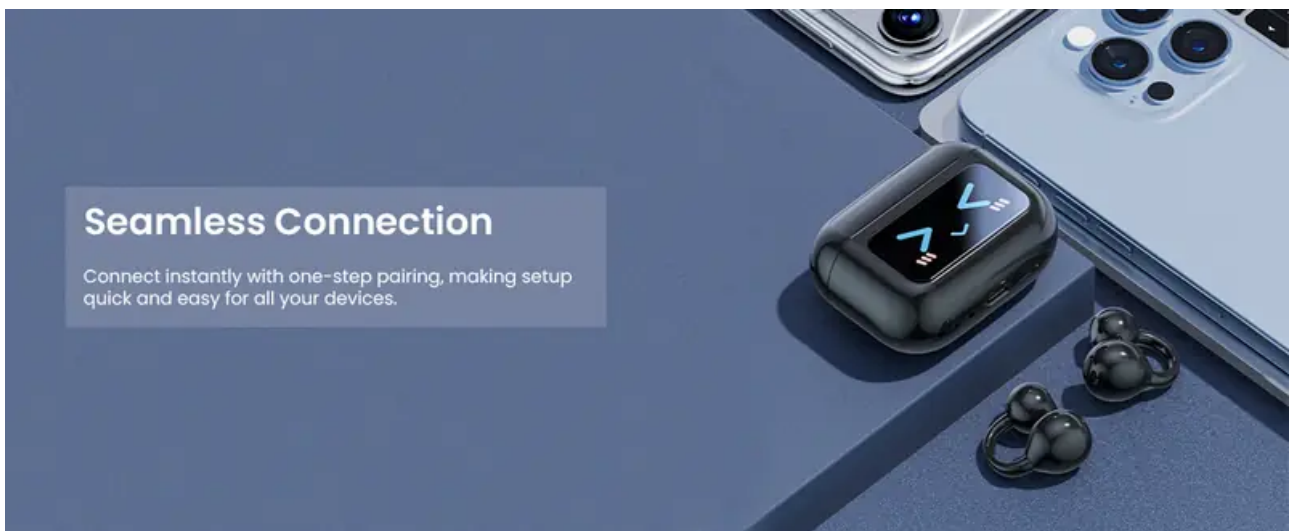 Seamless Connection
Connect instantly with one-step pairing, making setup
quick and easy for all your devices.